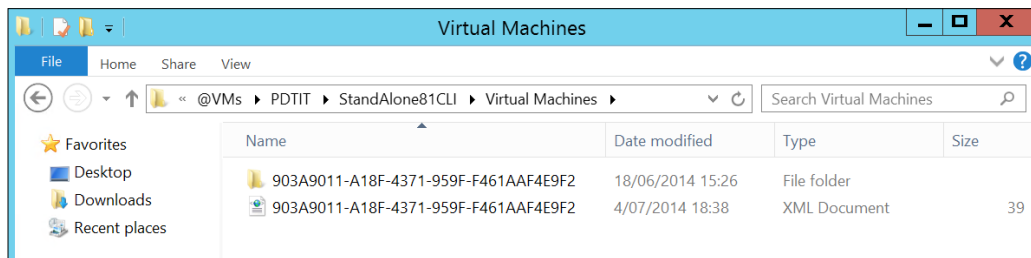 Virtual Machines
File Home Share View
« @VMs PDTIT StandAlone81CLI Virtual Machines Search Virtual Machines
Favorites
Desktop
Downloads
Recent places
Name Date modified Type Size
903A9011-A18F-4371-959F-F461AAF4E9F2 18/06/2014 15:26 File folder
903A9011-A18F-4371-959F-F461AAF4E9F2 4/07/2014 18:38 XML Document 39